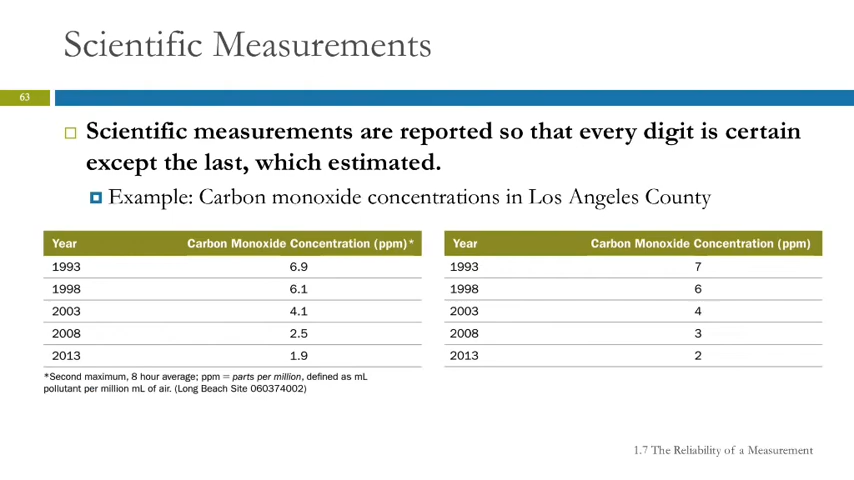 Scientific Measurements
63
Scientific measurements are reported so that every digit is certain
except the last, which estimated.
Example: Carbon monoxide concentrations in Los Angeles County
Year Carbon Monoxide Concentration (ppm)*
1993 6.9
1998 6.1
2003 4.1
2008 2.5
2013 1.9
*Second maximum, 8 hour average; ppm = parts per million, defined as mL
pollutant per million mL of air. (Long Beach Site 060374002)
Year Carbon Monoxide Concentration (ppm)
1993 7
1998 6
2003 4
2008 3
2013 2
1.7 The Reliability of a Measurement